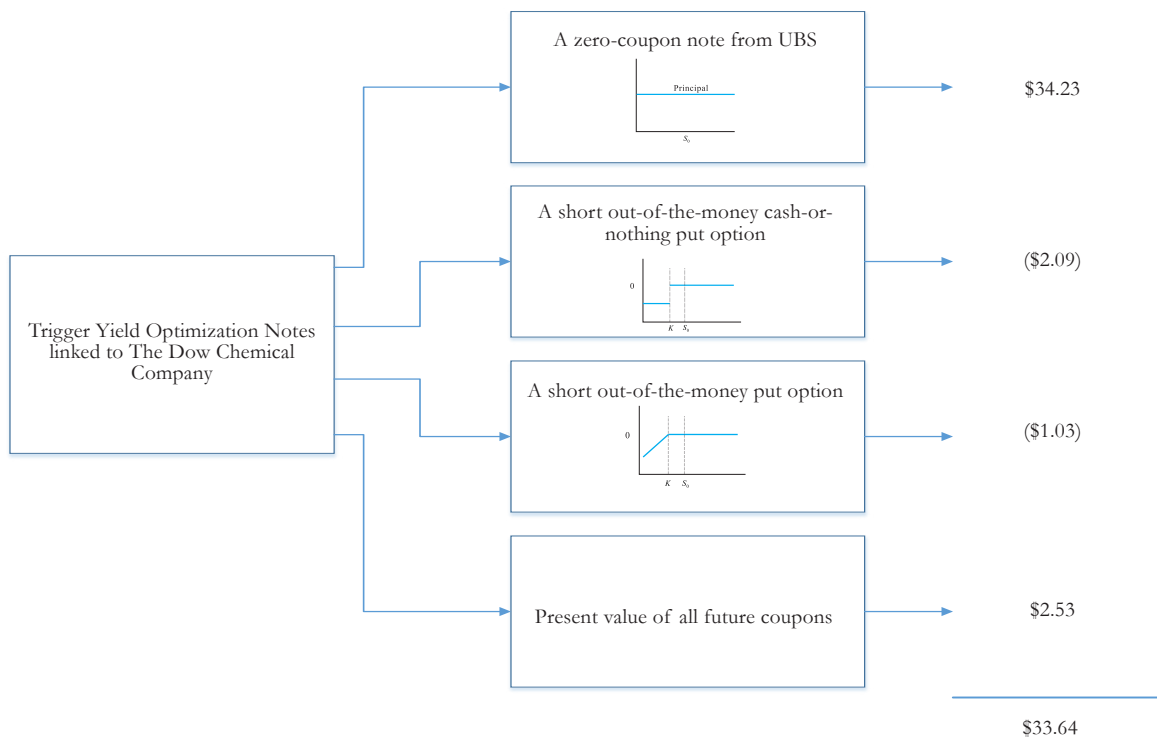 A zero-coupon note from UBS
Principal
S₀
$34.23
A short out-of-the-money cash-or-
nothing put option
0
K
S₀
($2.09)
Trigger Yield Optimization Notes
linked to The Dow Chemical
Company
A short out-of-the-money put option
0
K
S₀
($1.03)
Present value of all future coupons
$2.53
$33.64